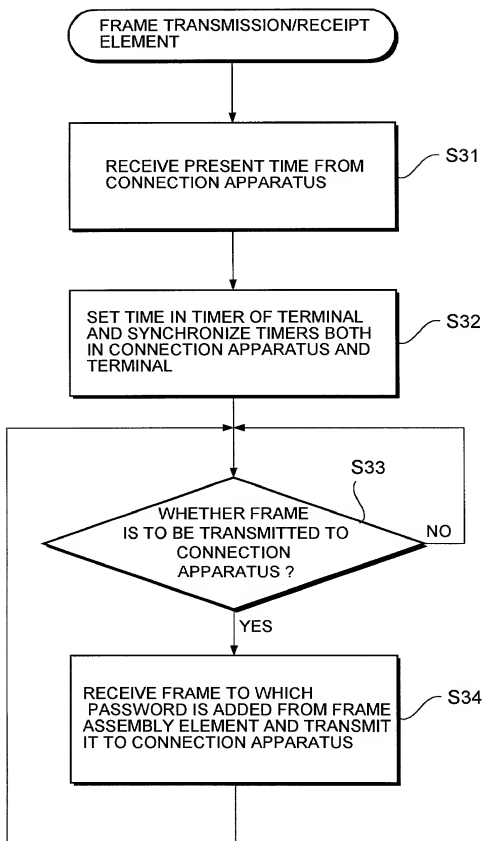 FRAME TRANSMISSION/RECEIPT
ELEMENT
RECEIVE PRESENT TIME FROM
CONNECTION APPARATUS
S31
SET TIME IN TIMER OF TERMINAL
AND SYNCHRONIZE TIMERS BOTH
IN CONNECTION APPARATUS AND
TERMINAL
S32
S33
WHETHER FRAME
IS TO BE TRANSMITTED TO
CONNECTION
APPARATUS ?
NO
YES
RECEIVE FRAME TO WHICH
PASSWORD IS ADDED FROM FRAME
ASSEMBLY ELEMENT AND TRANSMIT
IT TO CONNECTION APPARATUS
S34